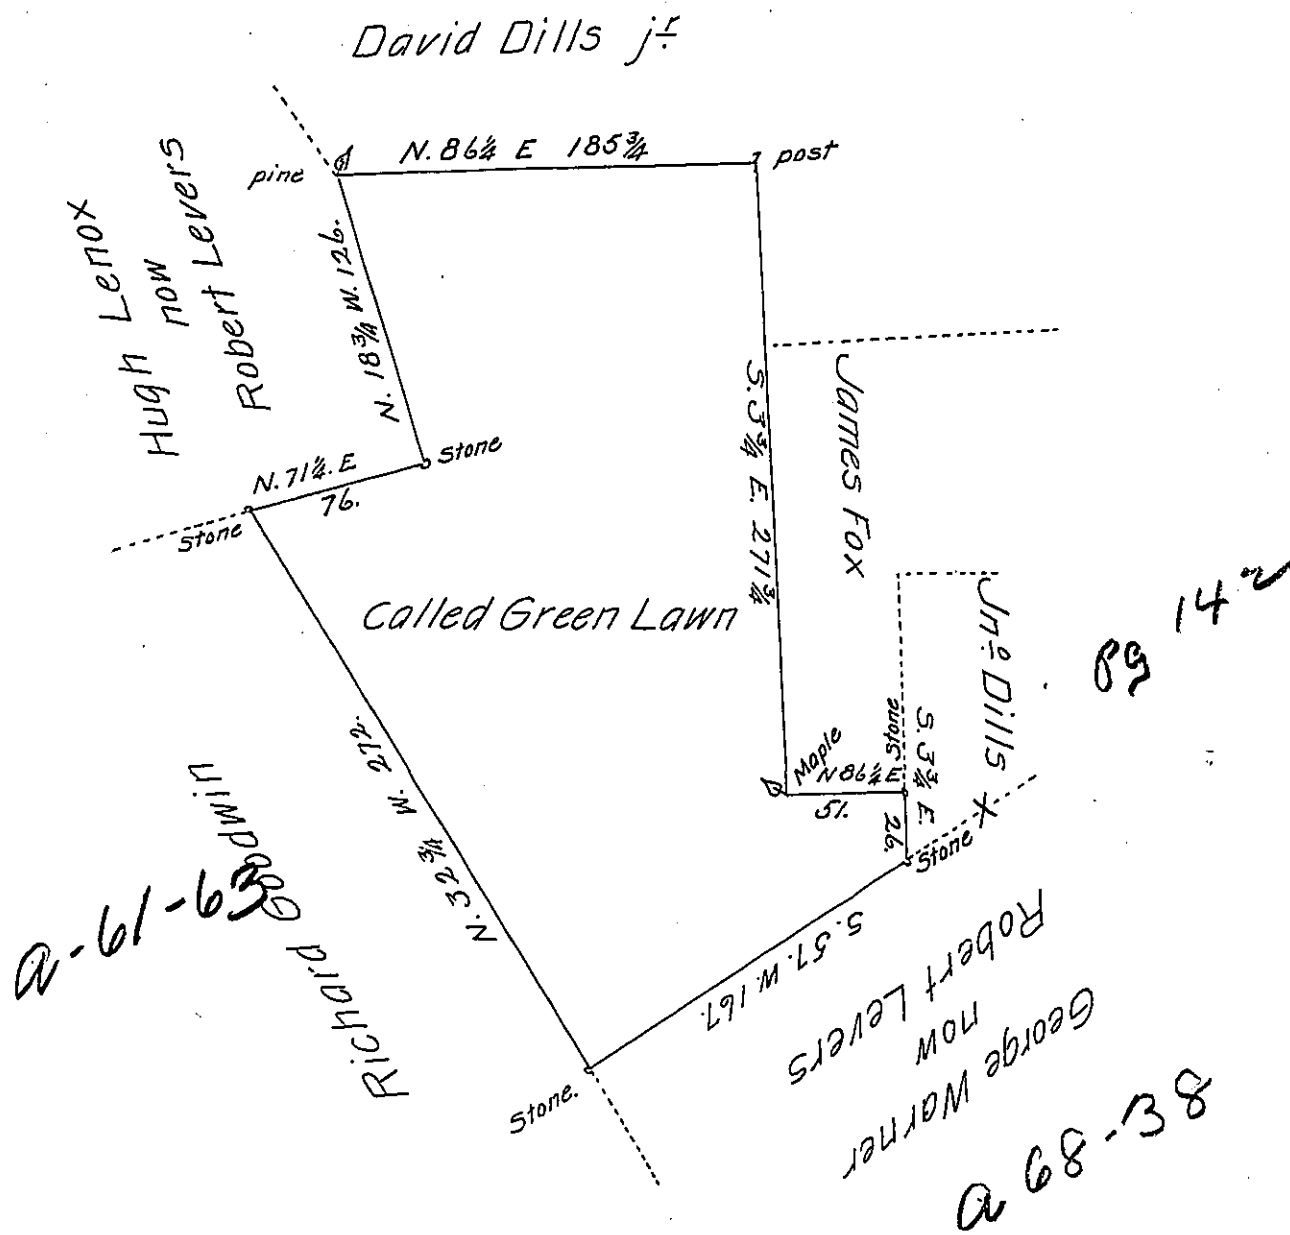 David Dills jr.
pine
N. 86¼ E 185¾
post
Hugh Lenox
now
Robert Levers
N. 18¾ W. 126.
Stone
N. 71¼. E
76.
Stone
S. 3¾ E. 271¾
James Fox
Called Green Lawn
Jno. Dills
pg 14
Maple
N 86¼ E
51.
Stone
S. 3¾ E.
26.
Stone
X
N. 32¾ W. 272.
Richard Goodwin
a-61-63
S. 57. W. 167.
Stone.
George Warner
now
Robert Levers
a 68-38